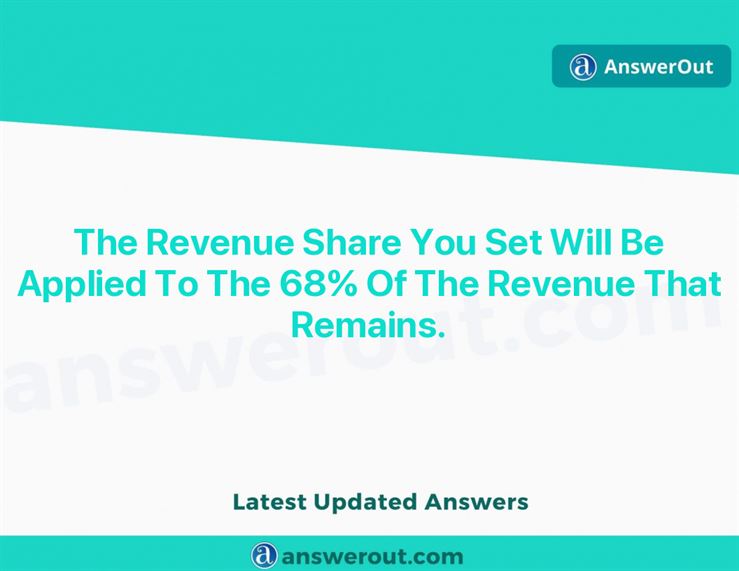 AnswerOut
The Revenue Share You Set Will Be
Applied To The 68% Of The Revenue That
Remains.
answerout.com
Latest Updated Answers
answerout.com